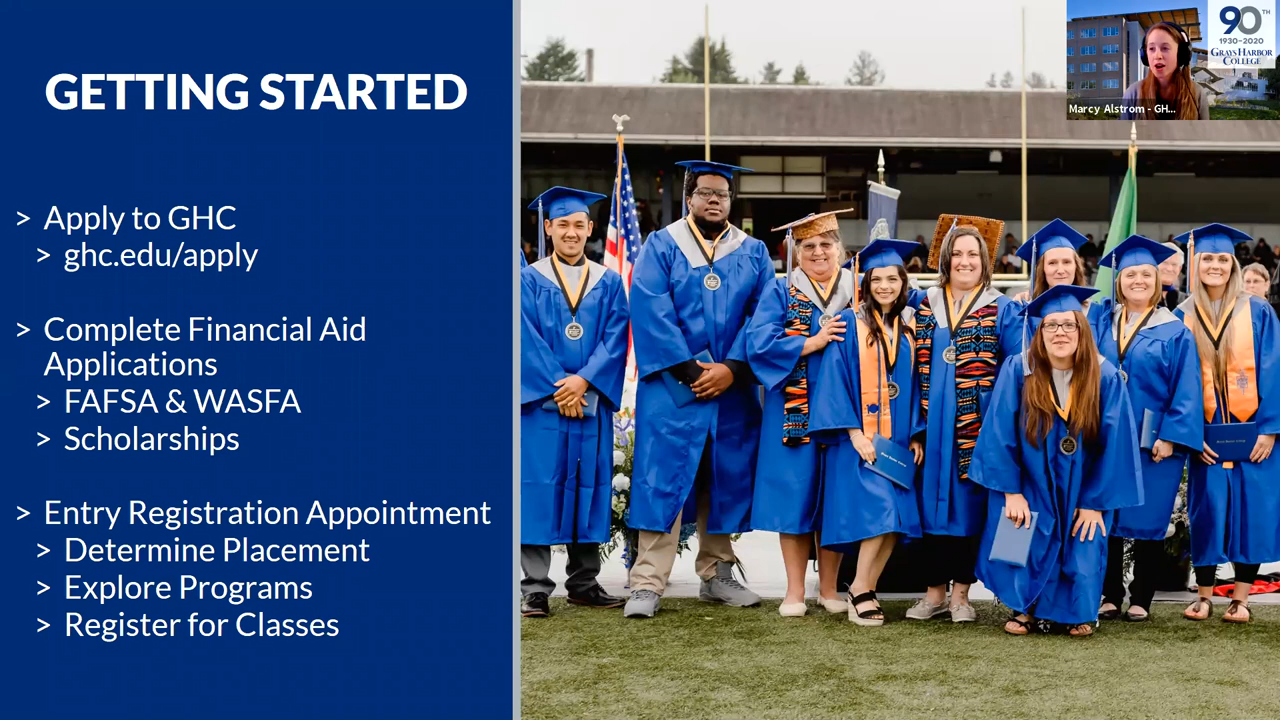 GETTING STARTED
> Apply to GHC
> ghc.edu/apply
> Complete Financial Aid
Applications
> FAFSA & WASFA
> Scholarships
> Entry Registration Appointment
> Determine Placement
> Explore Programs
> Register for Classes
90TH
1930–2020
GRAYS HARBOR
COLLEGE
Marcy Alstrom - GH...